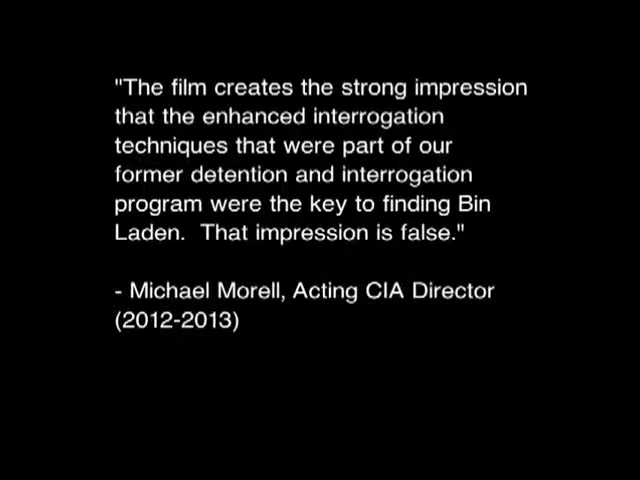 "The film creates the strong impression
that the enhanced interrogation
techniques that were part of our
former detention and interrogation
program were the key to finding Bin
Laden.  That impression is false."
- Michael Morell, Acting CIA Director
(2012-2013)